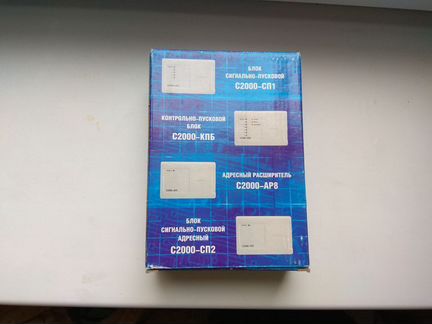 БЛОК
СИГНАЛЬНО-ПУСКОВОЙ
С2000-СП1
КОНТРОЛЬНО-ПУСКОВОЙ
БЛОК
С2000-КПБ
АДРЕСНЫЙ РАСШИРИТЕЛЬ
С2000-АР8
БЛОК
СИГНАЛЬНО-ПУСКОВОЙ
АДРЕСНЫЙ
С2000-СП2